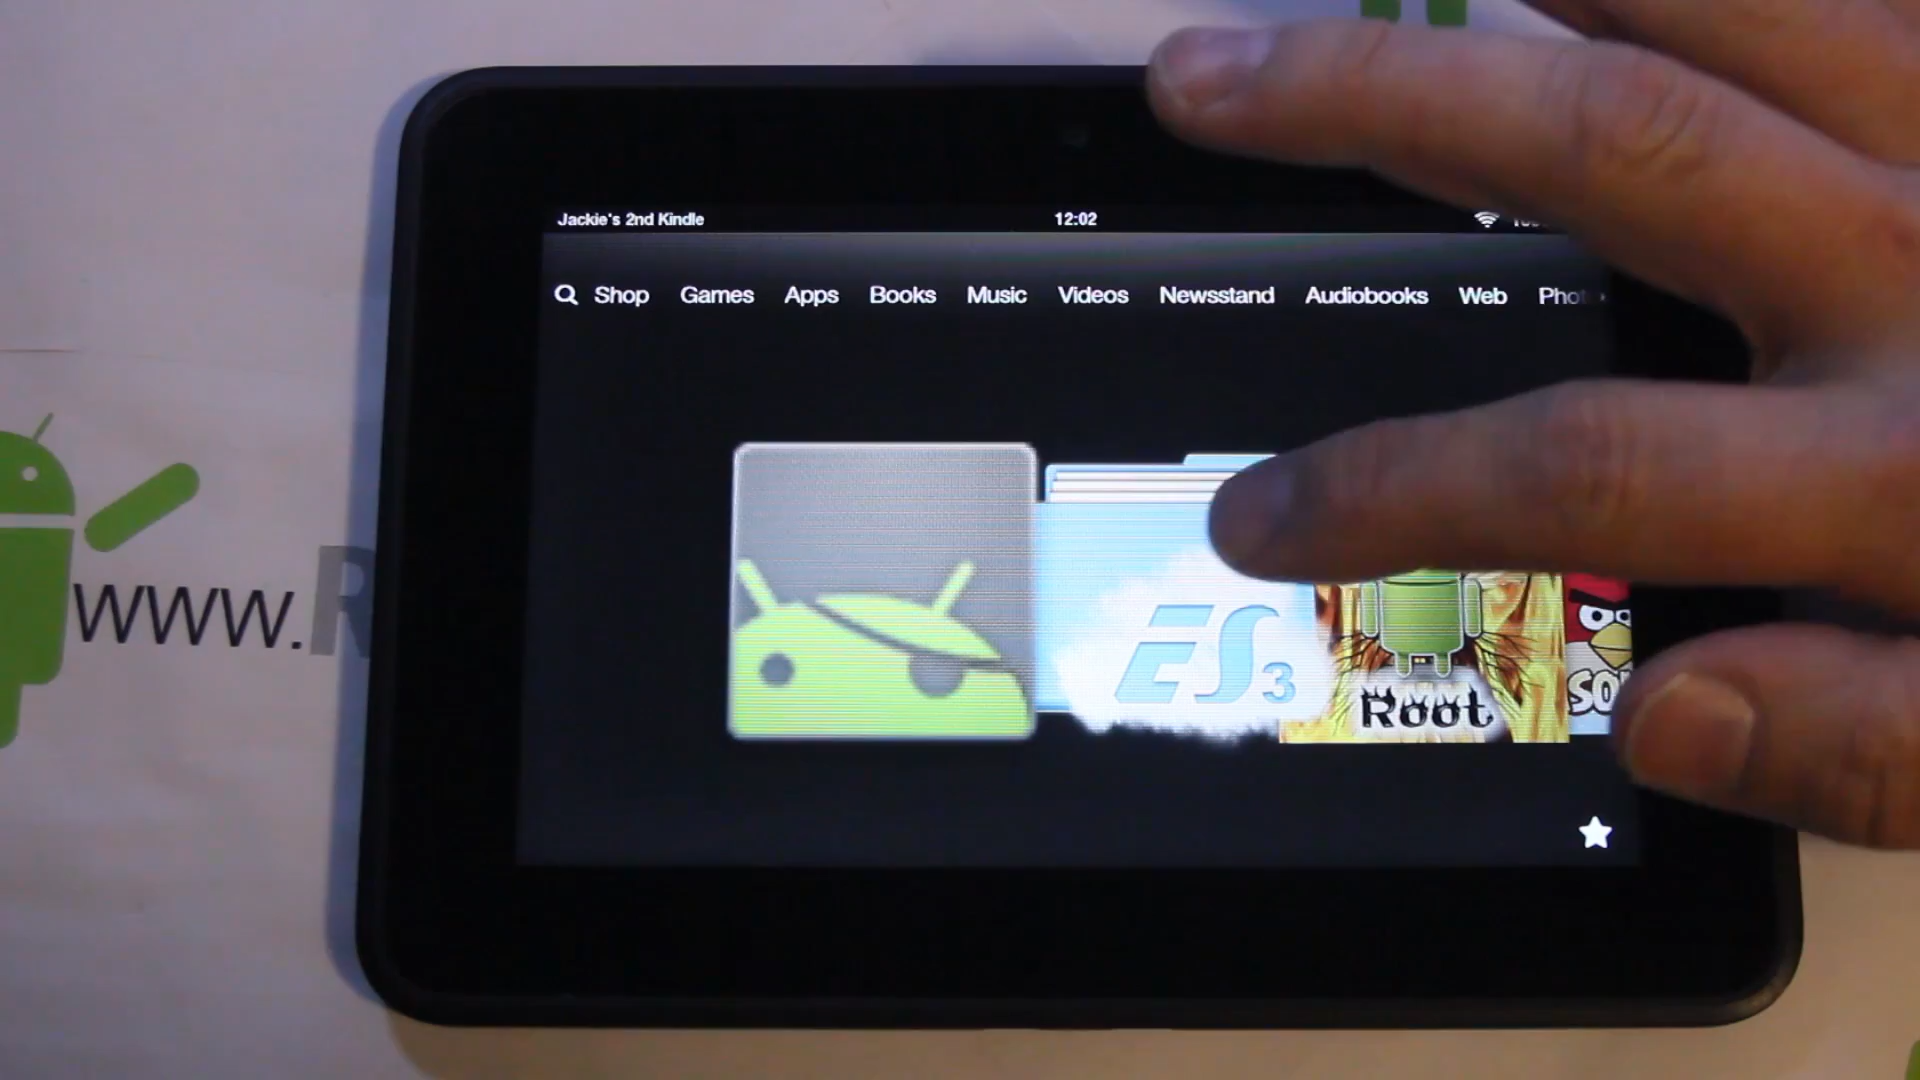 Jackie's 2nd Kindle 12:02
Shop Games Apps Books Music Videos Newsstand Audiobooks Web
www.R
ES3
Root